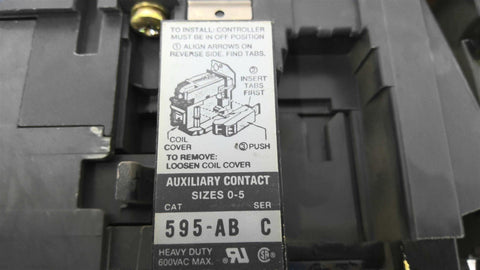 TO INSTALL: CONTROLLER
MUST BE IN OFF POSITION
① ALIGN ARROWS ON
REVERSE SIDE. FIND TABS.
②
INSERT
TABS
FIRST
COIL
COVER
③ PUSH
TO REMOVE:
LOOSEN COIL COVER
AUXILIARY CONTACT
SIZES 0-5
CAT SER
595-AB C
HEAVY DUTY
600VAC MAX.